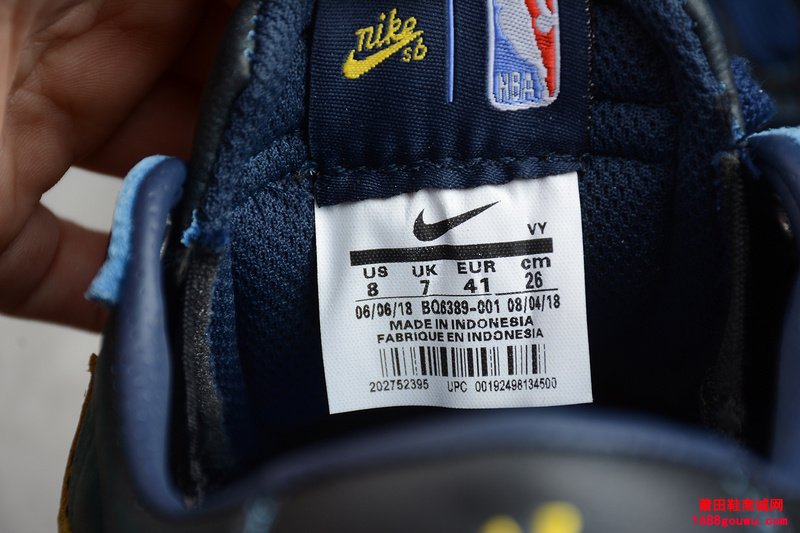 nike
sb
NBA
VY
US UK EUR cm
8 7 41 26
06/06/18 BQ6389-001 08/04/18
MADE IN INDONESIA
FABRIQUE EN INDONESIA
202752395 UPC 00192498134500
莆田鞋商城网
1688gouwu.com